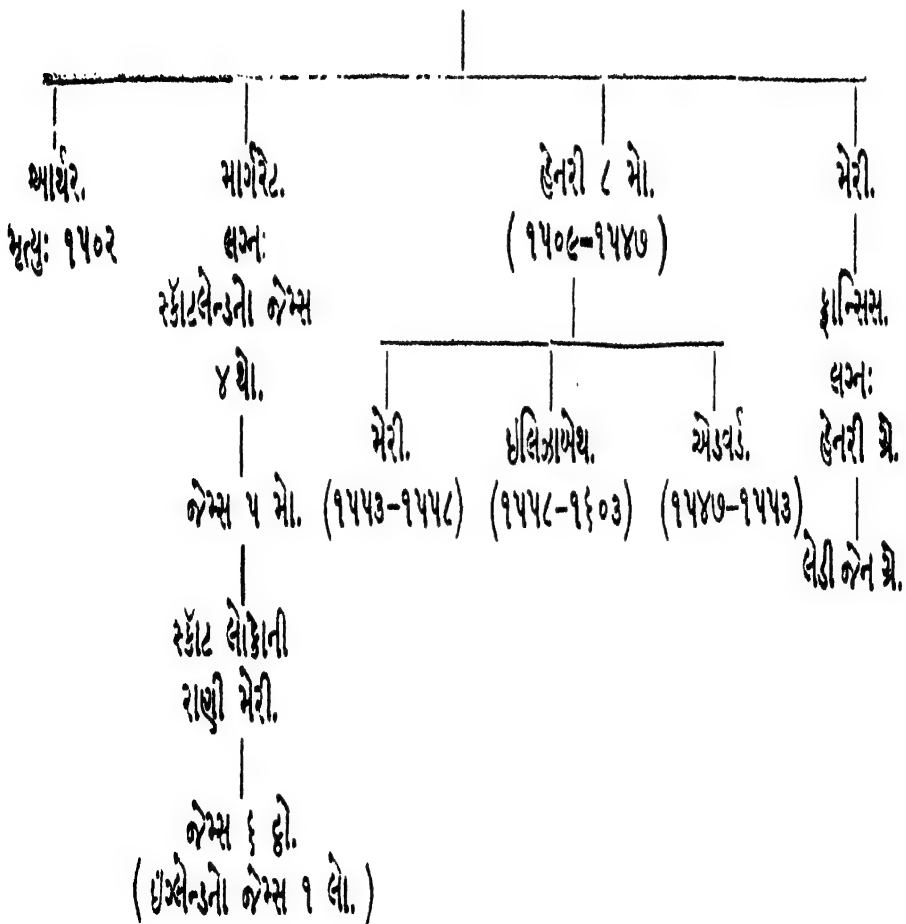 આર્થર.
મૃત્યુઃ ૧૫૦૨
માર્ગરેટ.
લગ્નઃ
સ્કૉટલેન્ડનો જેમ્સ
૪ થો.
જેમ્સ ૫ મો.
સ્કૉટ લોકોની
રાણી મેરી.
જેમ્સ ૬ ઠ્ઠો.
( ઇંગ્લેન્ડનો જેમ્સ ૧ લો. )
હેનરી ૮ મો.
( ૧૫૦૯-૧૫૪૭ )
મેરી.
(૧૫૫૩-૧૫૫૮)
ઇલિઝાબેથ.
(૧૫૫૮-૧૬૦૩)
એડવર્ડ.
(૧૫૪૭-૧૫૫૩)
મેરી.
ફ્રાન્સિસ.
લગ્નઃ
હેનરી ગ્રે.
લેડી જેન ગ્રે.